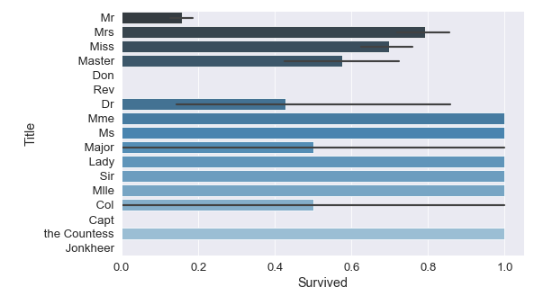 Mr
Mrs
Miss
Master
Don
Rev
Dr
Mme
Ms
Major
Lady
Sir
Mlle
Col
Capt
the Countess
Jonkheer
Title
0.0 0.2 0.4 0.6 0.8 1.0
Survived